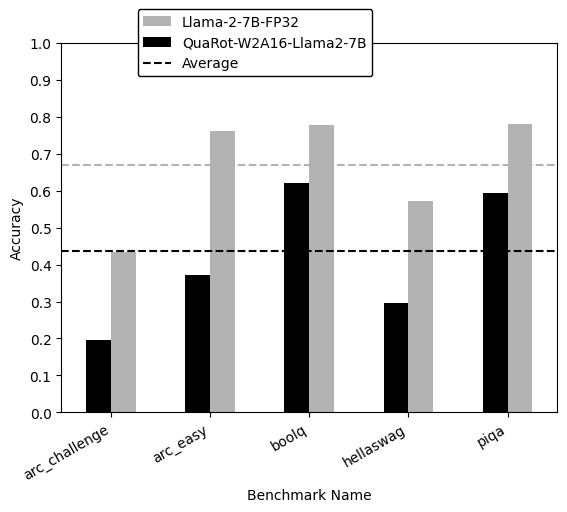 Llama-2-7B-FP32
QuaRot-W2A16-Llama2-7B
Average
1.0
0.9
0.8
0.7
0.6
0.5
0.4
0.3
0.2
0.1
0.0
Accuracy
arc_challenge
arc_easy
boolq
hellaswag
piqa
Benchmark Name